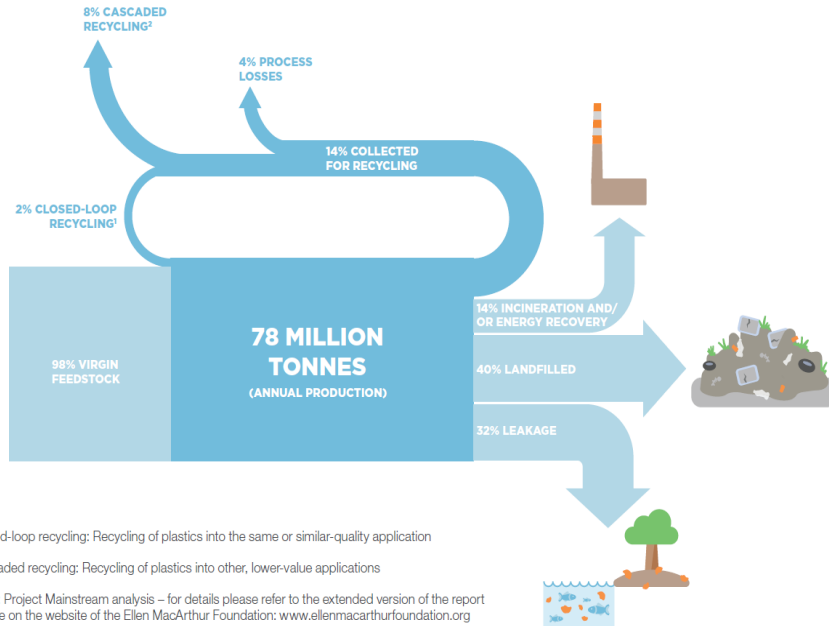 8% CASCADED
RECYCLING²
4% PROCESS
LOSSES
14% COLLECTED
FOR RECYCLING
2% CLOSED-LOOP
RECYCLING¹
98% VIRGIN
FEEDSTOCK
78 MILLION
TONNES
(ANNUAL PRODUCTION)
14% INCINERATION AND/
OR ENERGY RECOVERY
40% LANDFILLED
32% LEAKAGE
d-loop recycling: Recycling of plastics into the same or similar-quality application
aded recycling: Recycling of plastics into other, lower-value applications
Project Mainstream analysis – for details please refer to the extended version of the report
e on the website of the Ellen MacArthur Foundation: www.ellenmacarthurfoundation.org